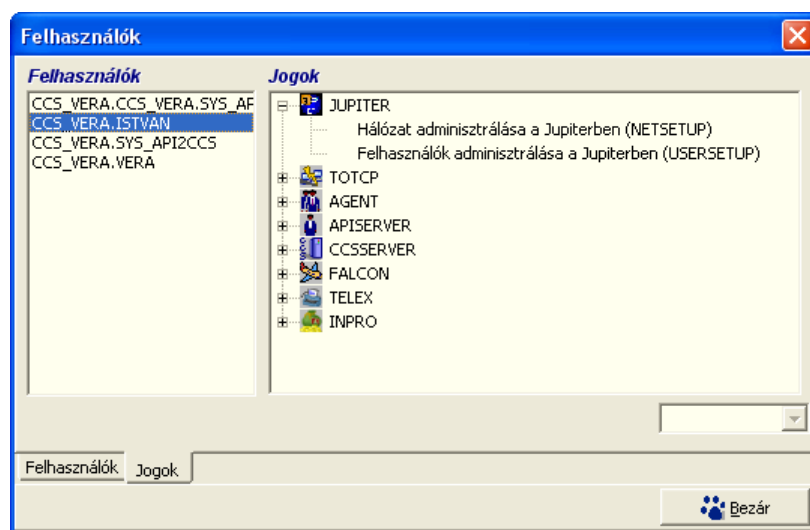 Felhasználók
Felhasználók
Jogok
CCS_VERA.CCS_VERA.SYS_AF
CCS_VERA.ISTVAN
CCS_VERA.SYS_API2CCS
CCS_VERA.VERA
JUPITER
Hálózat adminisztrálása a Jupiterben (NETSETUP)
Felhasználók adminisztrálása a Jupiterben (USERSETUP)
TOTCP
AGENT
APISERVER
CCSSERVER
FALCON
TELEX
INPRO
Felhasználók
Jogok
Bezár